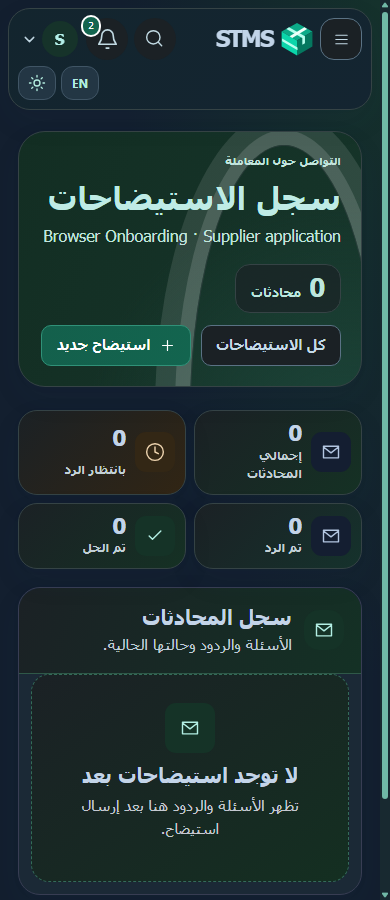 STMS
2
S
EN
التواصل حول المعاملة
سجل الاستيضاحات
Browser Onboarding · Supplier application
0 محادثات
كل الاستيضاحات
استيضاح جديد
0
إجمالي
المحادثات
0
بانتظار الرد
0
تم الرد
0
تم الحل
سجل المحادثات
الأسئلة والردود وحالتها الحالية.
لا توجد استيضاحات بعد
تظهر الأسئلة والردود هنا بعد إرسال
استيضاح.